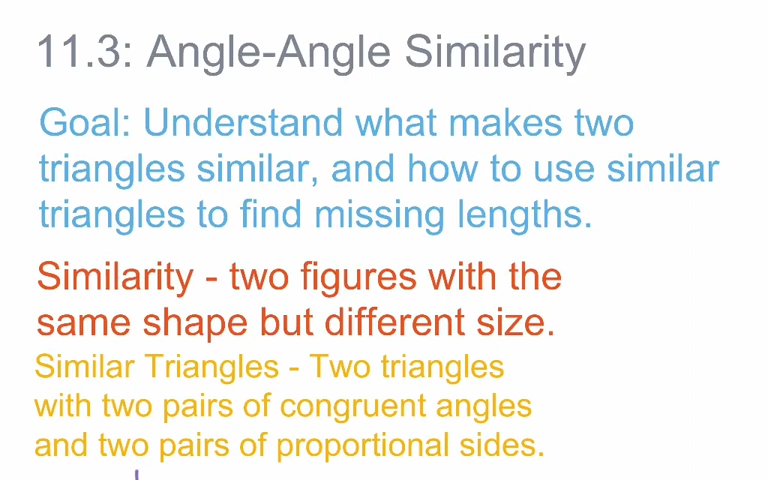 11.3: Angle-Angle Similarity
Goal: Understand what makes two
triangles similar, and how to use similar
triangles to find missing lengths.
Similarity - two figures with the
same shape but different size.
Similar Triangles - Two triangles
with two pairs of congruent angles
and two pairs of proportional sides.